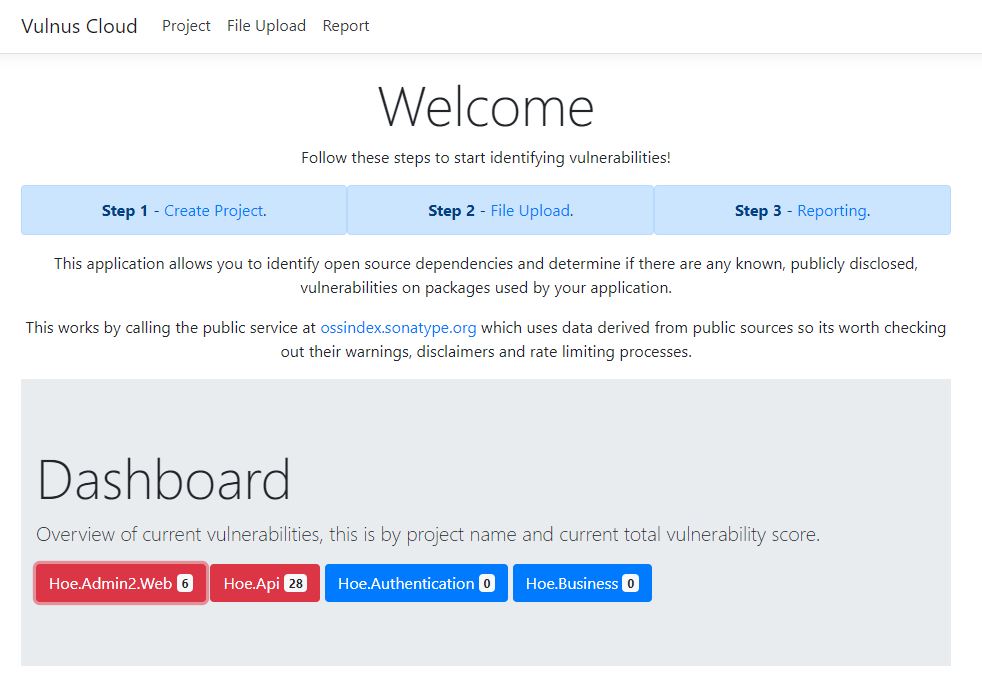 Vulnus Cloud Project File Upload Report
Welcome
Follow these steps to start identifying vulnerabilities!
Step 1 - Create Project. Step 2 - File Upload. Step 3 - Reporting.
This application allows you to identify open source dependencies and determine if there are any known, publicly disclosed,
vulnerabilities on packages used by your application.
This works by calling the public service at ossindex.sonatype.org which uses data derived from public sources so its worth checking
out their warnings, disclaimers and rate limiting processes.
Dashboard
Overview of current vulnerabilities, this is by project name and current total vulnerability score.
Hoe.Admin2.Web 6 Hoe.Api 28 Hoe.Authentication 0 Hoe.Business 0